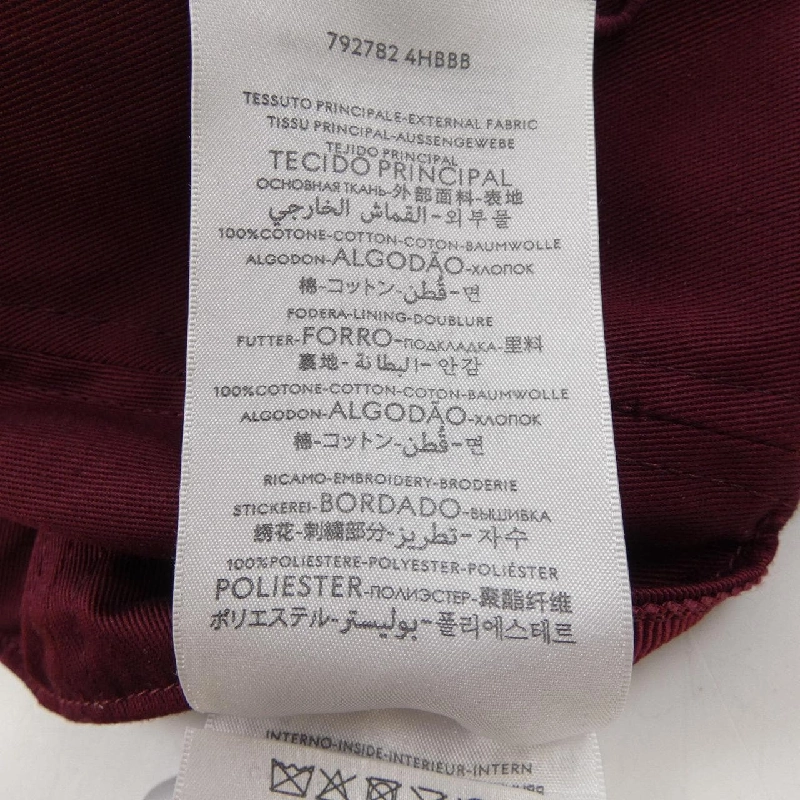 792782 4HBBB
TESSUTO PRINCIPALE-EXTERNAL FABRIC
TISSU PRINCIPAL-AUSSENGEWEBE
TEJIDO PRINCIPAL
TECIDO PRINCIPAL
ОСНОВНАЯ ТКАНЬ-外部面料-表地
القماش الخارجي-외부물
100%COTONE-COTTON-COTON-BAUMWOLLE
ALGODON-ALGODÃO-ХЛОПОК
棉-コットン-قُطن-면
FODERA-LINING-DOUBLURE
FUTTER-FORRO-ПОДКЛАДКА-里料
裏地-البطانة-안감
100%COTONE-COTTON-COTON-BAUMWOLLE
ALGODON-ALGODÃO-ХЛОПОК
棉-コットン-قُطن-면
RICAMO-EMBROIDERY-BRODERIE
STICKEREI-BORDADO-ВЫШИВКА
绣花-刺繍部分-تطريز-자수
100%POLIESTERE-POLYESTER-POLIÉSTER
POLIESTER-ПОЛИЭСТЕР-聚酯纤维
ポリエステル-بوليستر-폴리에스테르
INTERNO-INSIDE-INTERIEUR-INTERN